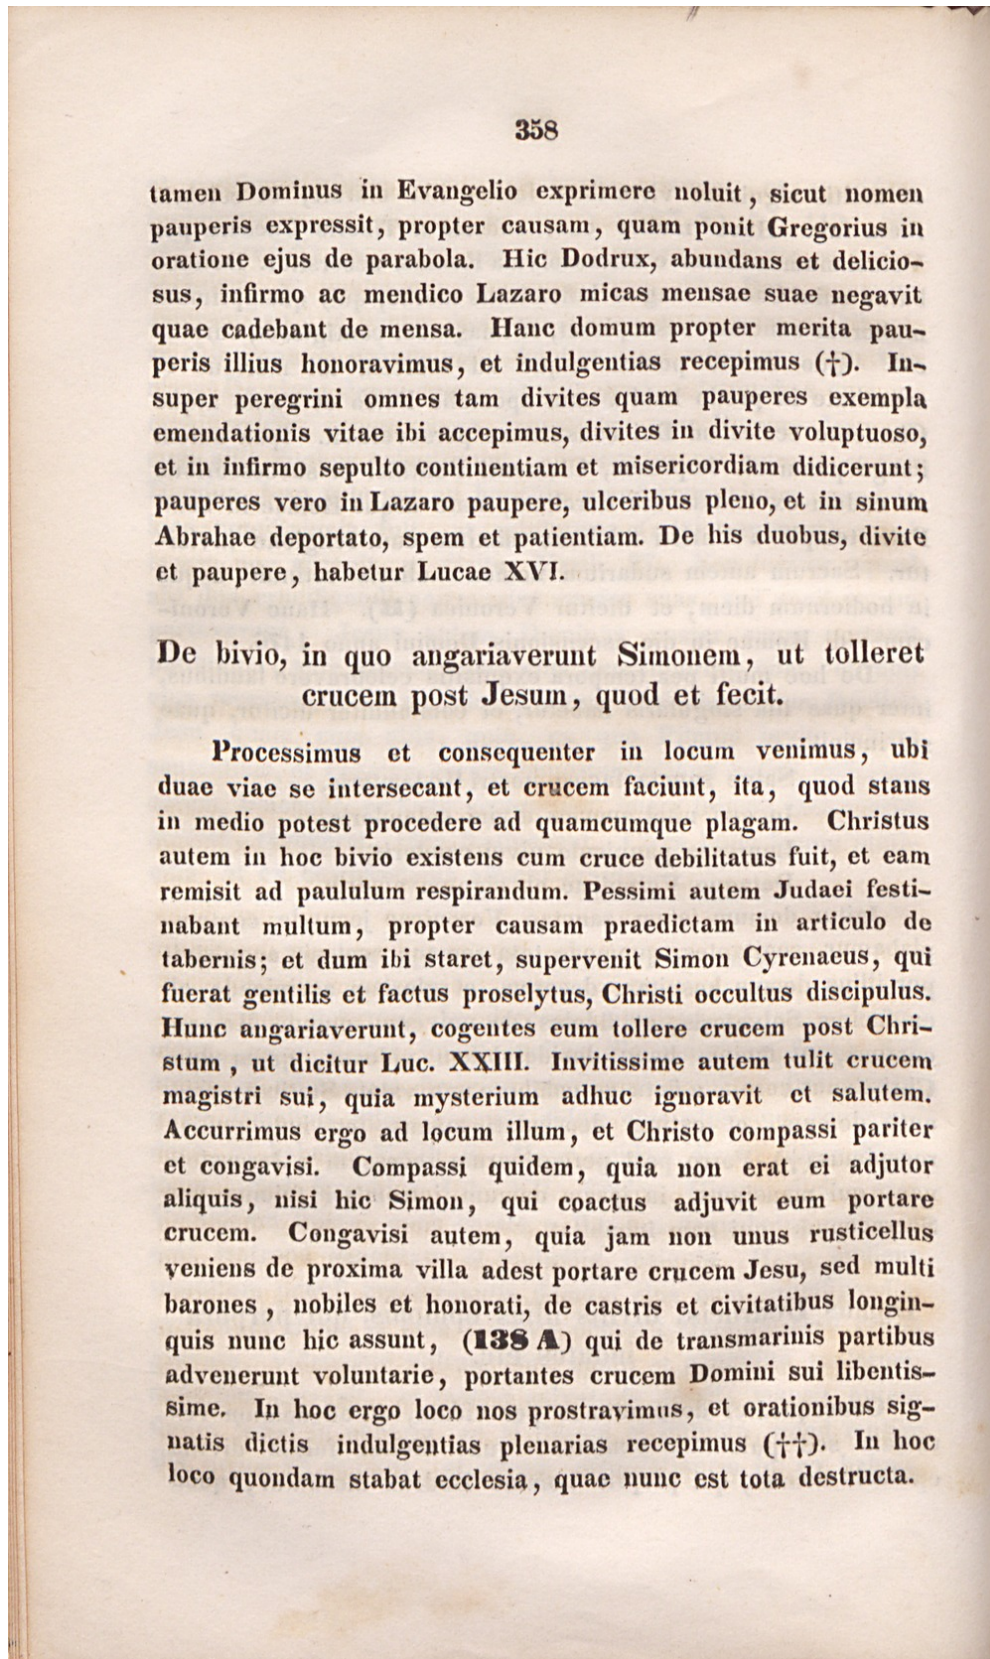 358
tamen Dominus in Evangelio exprimere noluit, sicut nomen
pauperis expressit, propter causam, quam ponit Gregorius in
oratione ejus de parabola. Hic Dodrux, abundans et delicio-
sus, infirmo ac mendico Lazaro micas mensae suae negavit
quae cadebant de mensa. Hanc domum propter merita pau-
peris illius honoravimus, et indulgentias recepimus (†). In-
super peregrini omnes tam divites quam pauperes exempla
emendationis vitae ibi accepimus, divites in divite voluptuoso,
et in infirmo sepulto continentiam et misericordiam didicerunt;
pauperes vero in Lazaro paupere, ulceribus pleno, et in sinum
Abrahae deportato, spem et patientiam. De his duobus, divite
et paupere, habetur Lucae XVI.
De bivio, in quo angariaverunt Simonem, ut tolleret
crucem post Jesum, quod et fecit.
Processimus et consequenter in locum venimus, ubi
duae viae se intersecant, et crucem faciunt, ita, quod stans
in medio potest procedere ad quamcumque plagam. Christus
autem in hoc bivio existens cum cruce debilitatus fuit, et eam
remisit ad paululum respirandum. Pessimi autem Judaei festi-
nabant multum, propter causam praedictam in articulo de
tabernis; et dum ibi staret, supervenit Simon Cyrenaeus, qui
fuerat gentilis et factus proselytus, Christi occultus discipulus.
Hunc angariaverunt, cogentes eum tollere crucem post Chri-
stum, ut dicitur Luc. XXIII. Invitissime autem tulit crucem
magistri sui, quia mysterium adhuc ignoravit et salutem.
Accurrimus ergo ad locum illum, et Christo compassi pariter
et congavisi. Compassi quidem, quia non erat ei adjutor
aliquis, nisi hic Simon, qui coactus adjuvit eum portare
crucem. Congavisi autem, quia jam non unus rusticellus
veniens de proxima villa adest portare crucem Jesu, sed multi
barones, nobiles et honorati, de castris et civitatibus longin-
quis nunc hic assunt, (138 A) qui de transmarinis partibus
advenerunt voluntarie, portantes crucem Domini sui libentis-
sime. In hoc ergo loco nos prostravimus, et orationibus sig-
natis dictis indulgentias plenarias recepimus (††). In hoc
loco quondam stabat ecclesia, quae nunc est tota destructa.